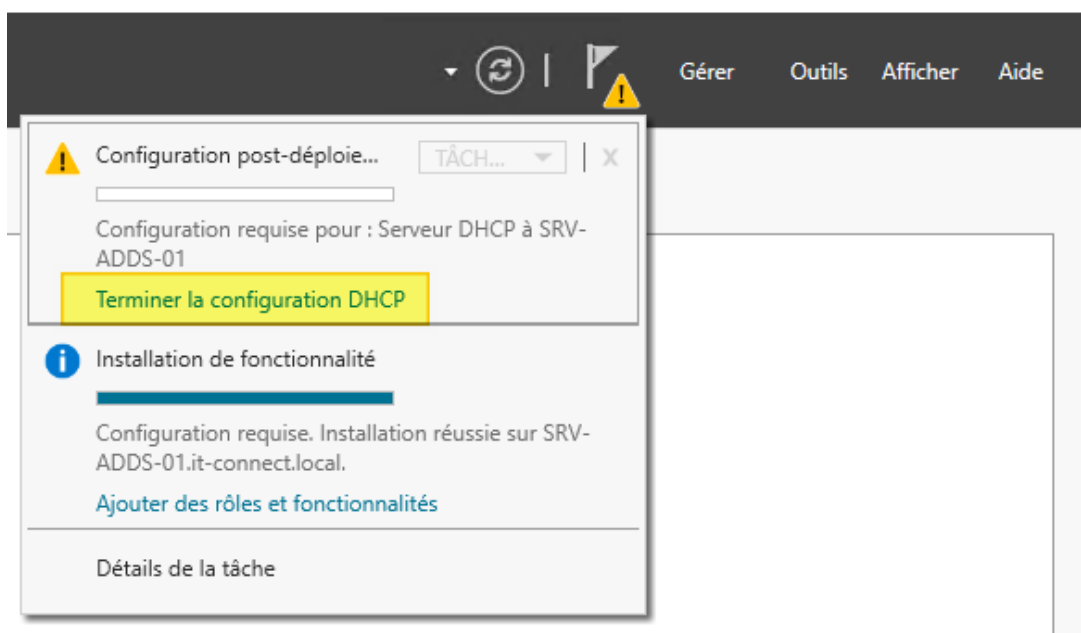 Gérer Outils Afficher Aide
Configuration post-déploie... TÂCH... X
Configuration requise pour : Serveur DHCP à SRV-
ADDS-01
Terminer la configuration DHCP
Installation de fonctionnalité
Configuration requise. Installation réussie sur SRV-
ADDS-01.it-connect.local.
Ajouter des rôles et fonctionnalités
Détails de la tâche